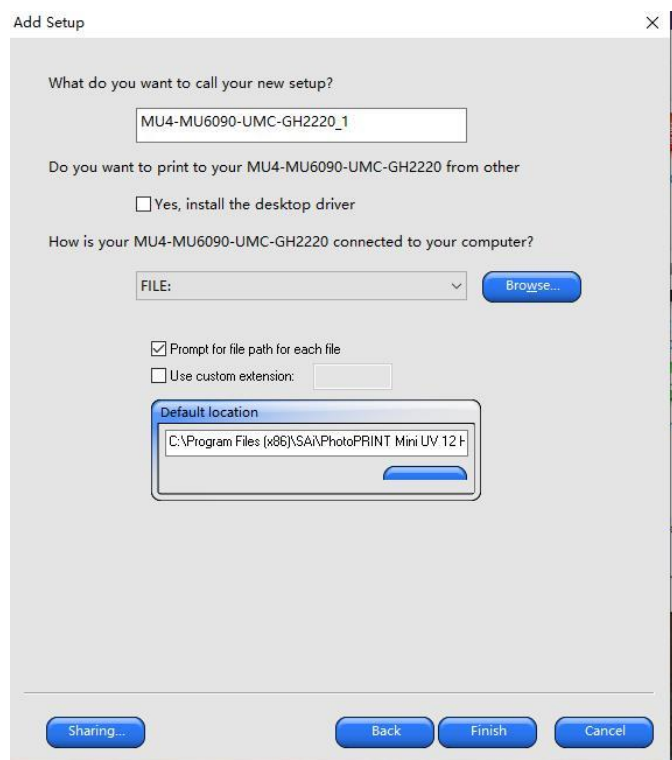 Add Setup
What do you want to call your new setup?
MU4-MU6090-UMC-GH2220_1
Do you want to print to your MU4-MU6090-UMC-GH2220 from other
Yes, install the desktop driver
How is your MU4-MU6090-UMC-GH2220 connected to your computer?
FILE:
Browse...
Prompt for file path for each file
Use custom extension:
Default location
C:\Program Files (x86)\SAi\PhotoPRINT Mini UV 12 H
Sharing... Back Finish Cancel